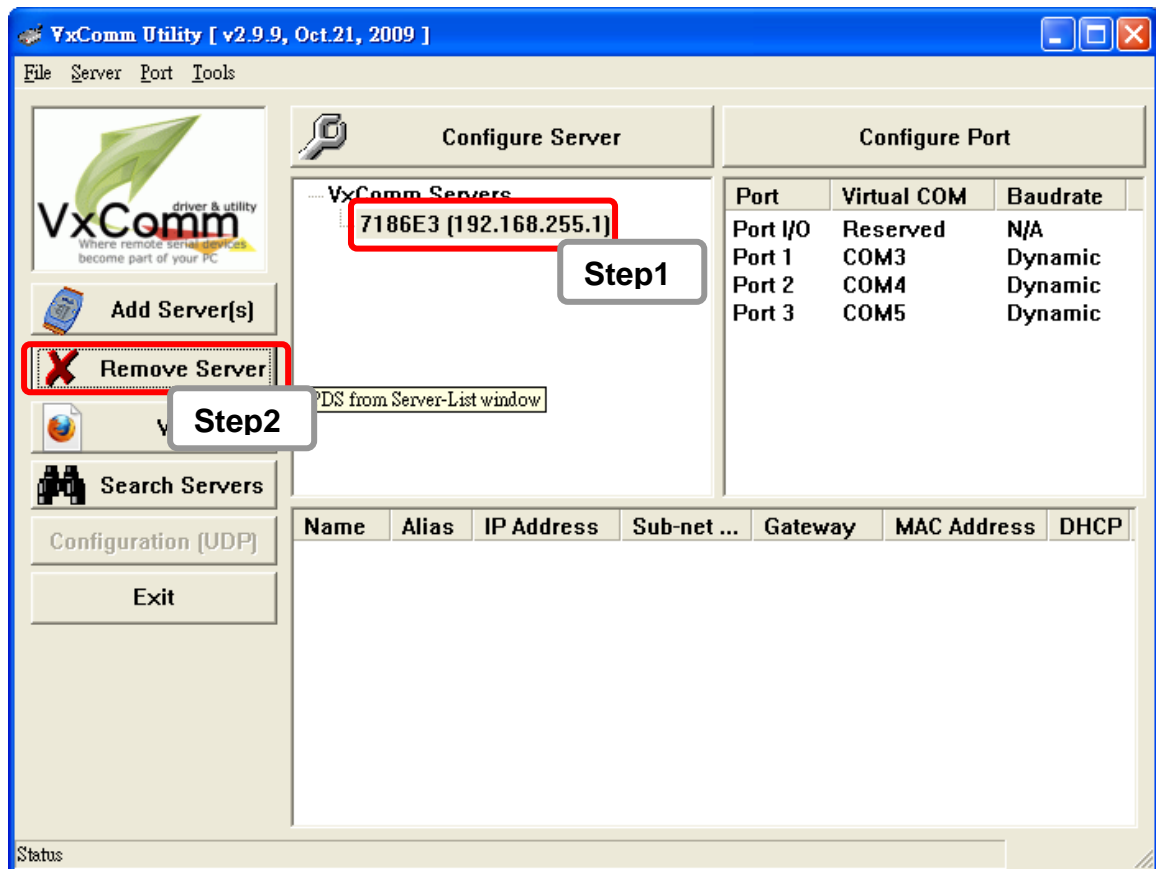 VxComm Utility [ v2.9.9, Oct.21, 2009 ]
File Server Port Tools
driver & utility
VxComm
Where remote serial devices
become part of your PC
Add Server(s)
Remove Server
Step2
Search Servers
Configuration (UDP)
Exit
Configure Server
VxComm Servers
7186E3 (192.168.255.1)
Step1
PDS from Server-List window
Configure Port
Port Virtual COM Baudrate
Port I/O Reserved N/A
Port 1 COM3 Dynamic
Port 2 COM4 Dynamic
Port 3 COM5 Dynamic
Name Alias IP Address Sub-net ... Gateway MAC Address DHCP
Status